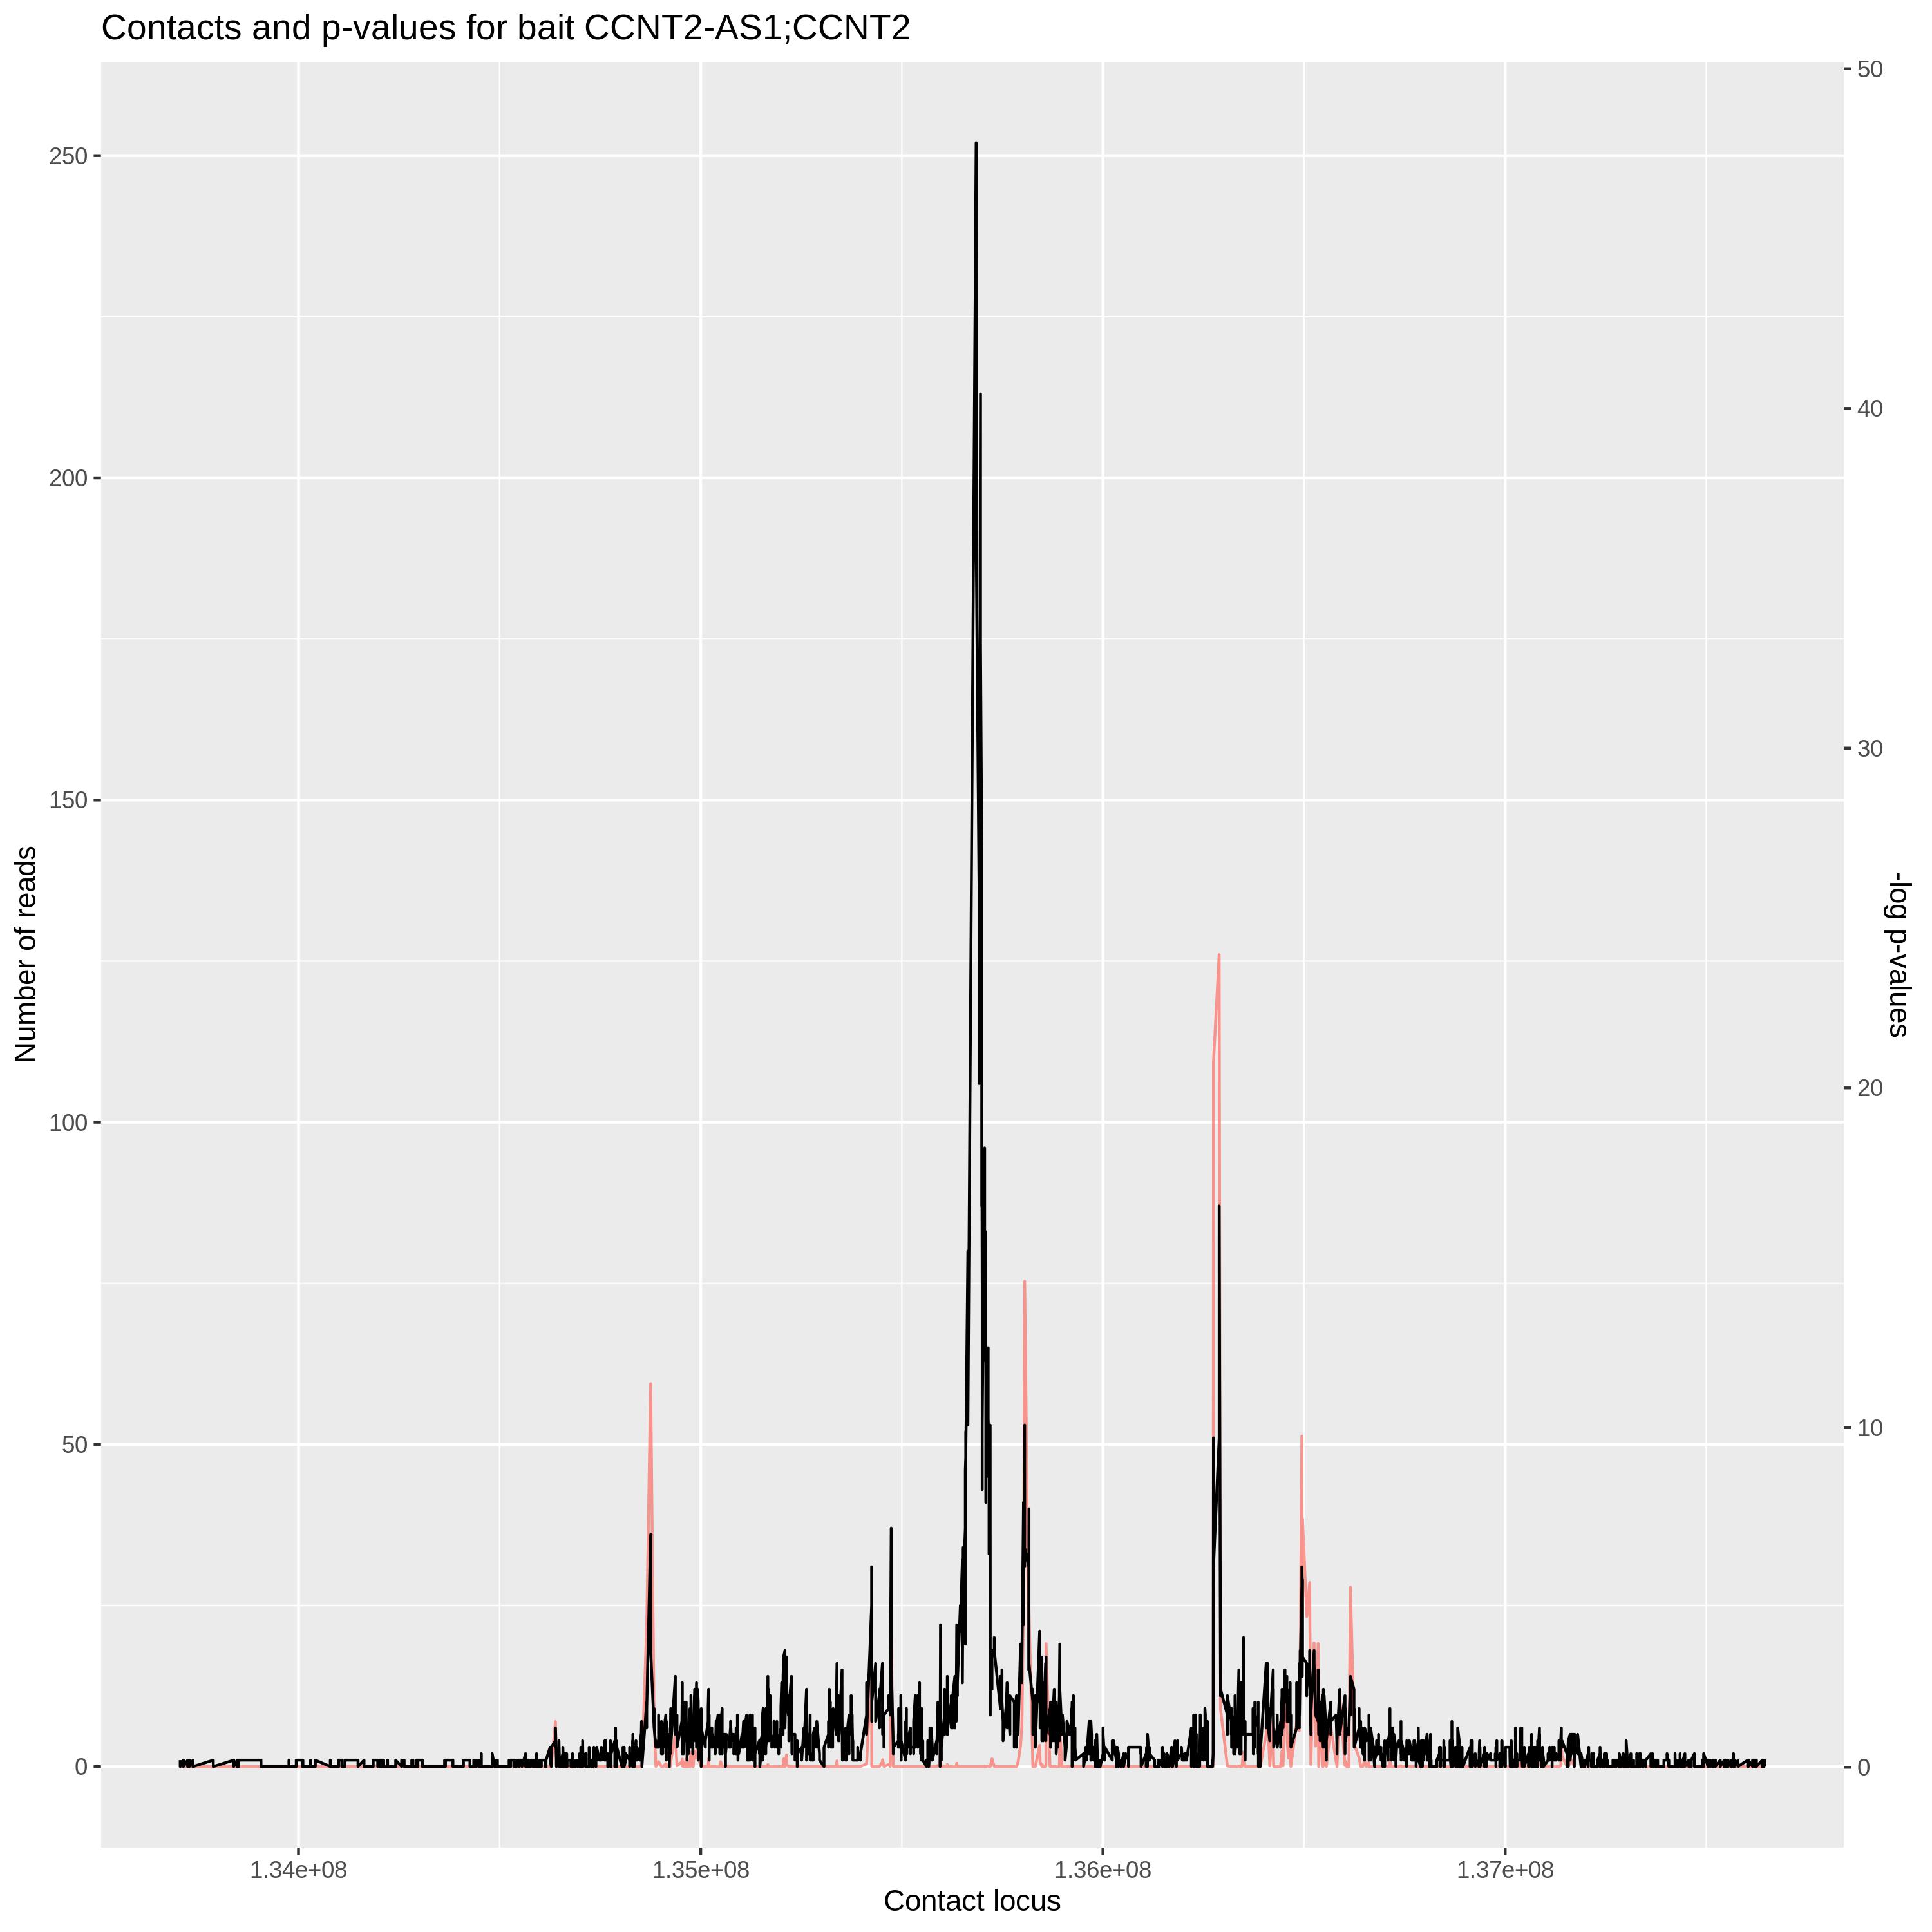 Contacts and p-values for bait CCNT2-AS1;CCNT2
Number of reads
250
200
150
100
50
0
50
40
30
20
10
0
-log p-values
1.34e+08
1.35e+08
1.36e+08
1.37e+08
Contact locus